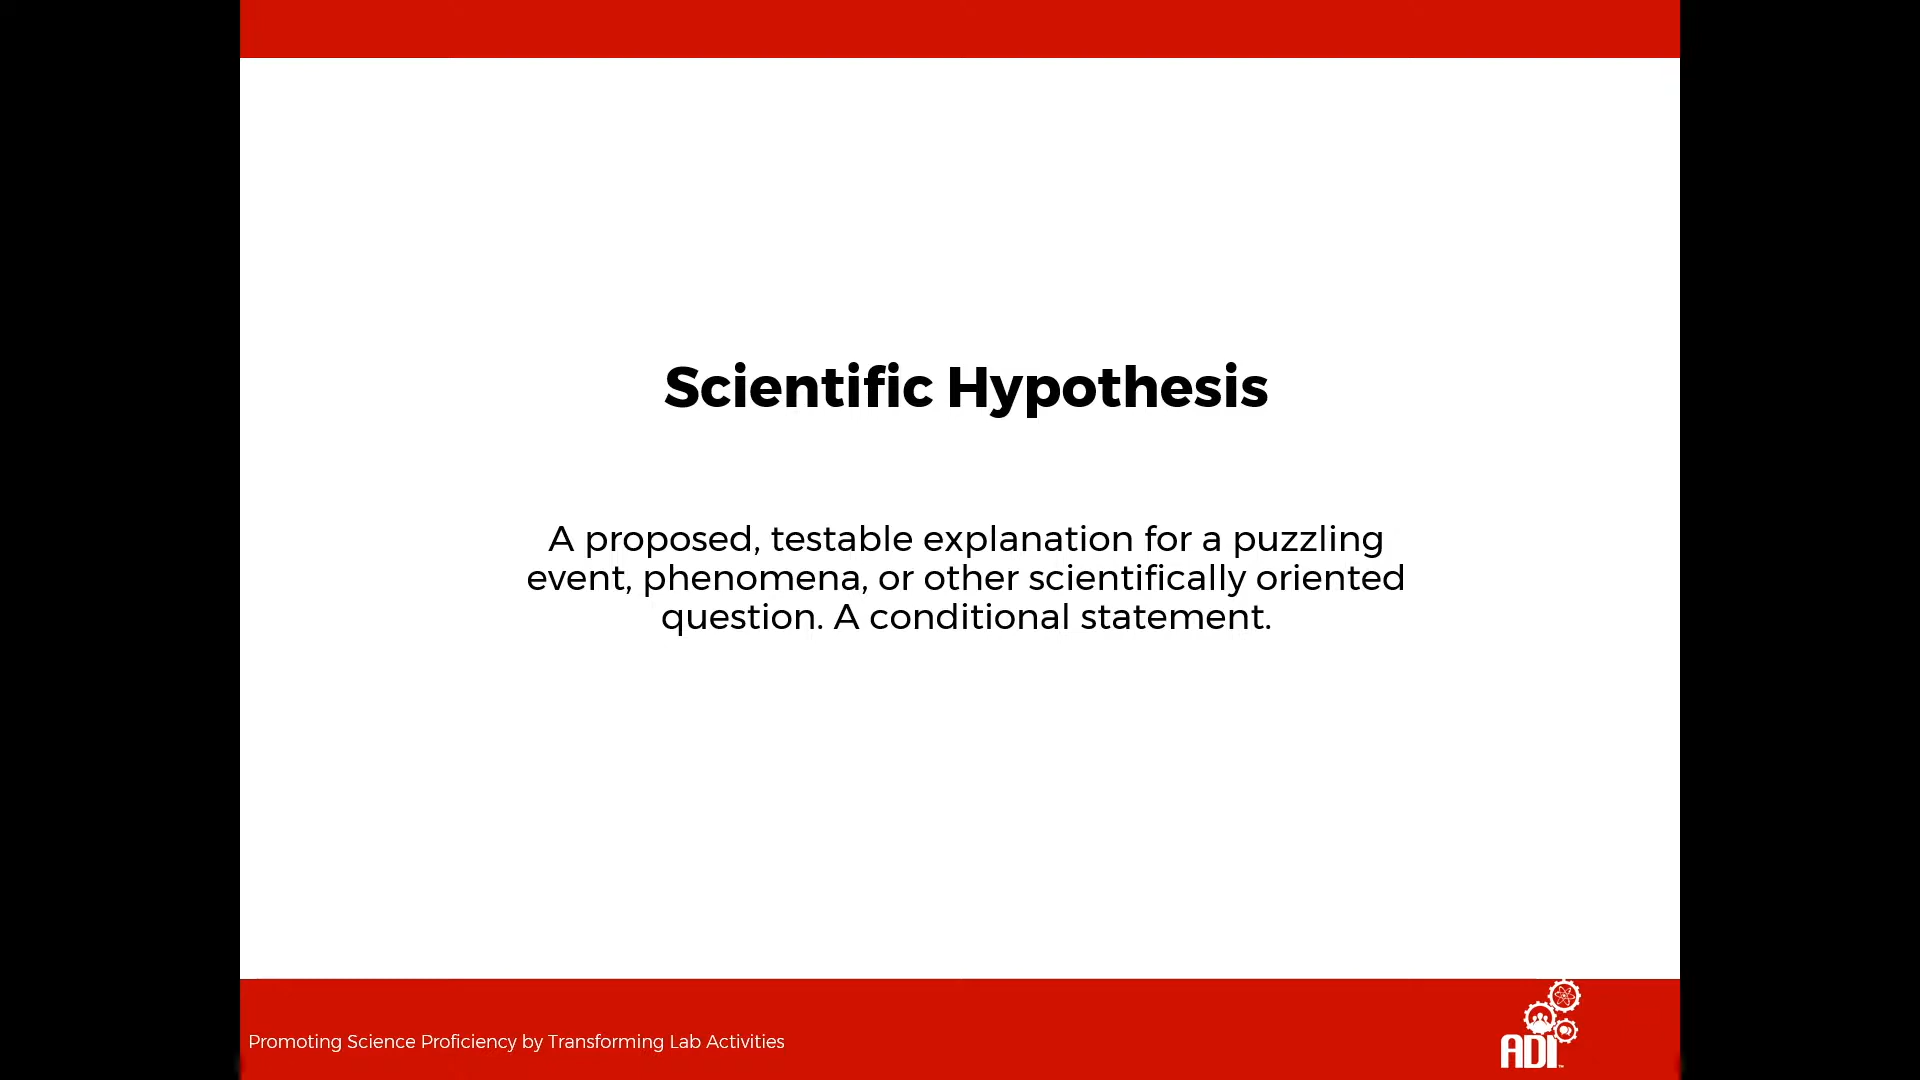 Scientific Hypothesis
A proposed, testable explanation for a puzzling
event, phenomena, or other scientifically oriented
question. A conditional statement.
Promoting Science Proficiency by Transforming Lab Activities
ADI